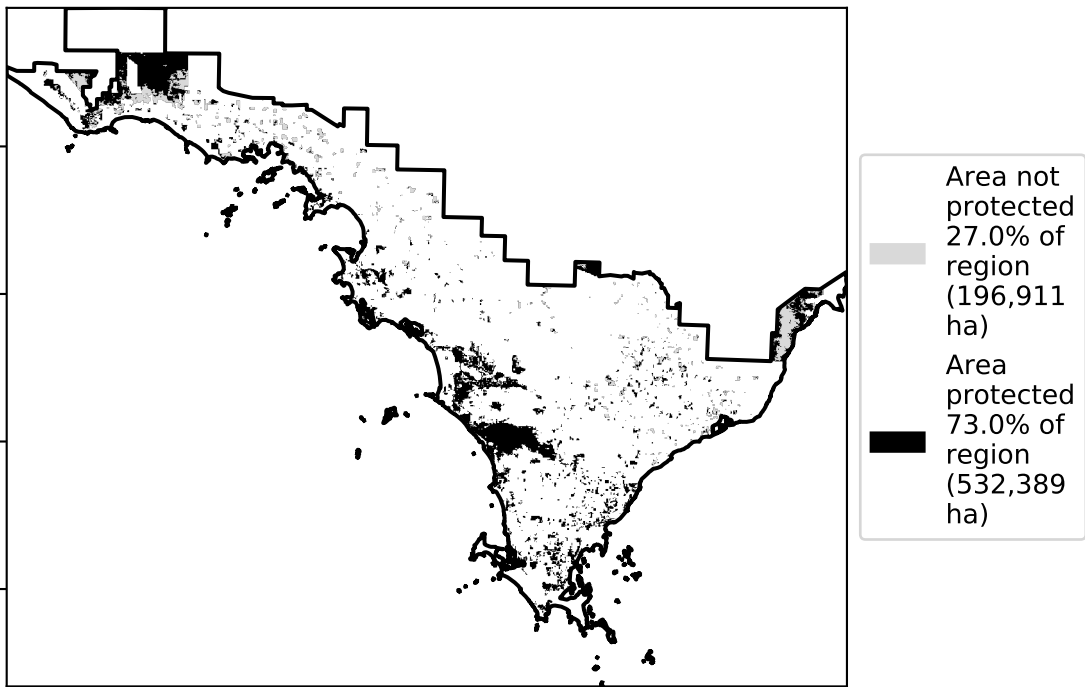 Area not
protected
27.0% of
region
(196,911
ha)
Area
protected
73.0% of
region
(532,389
ha)